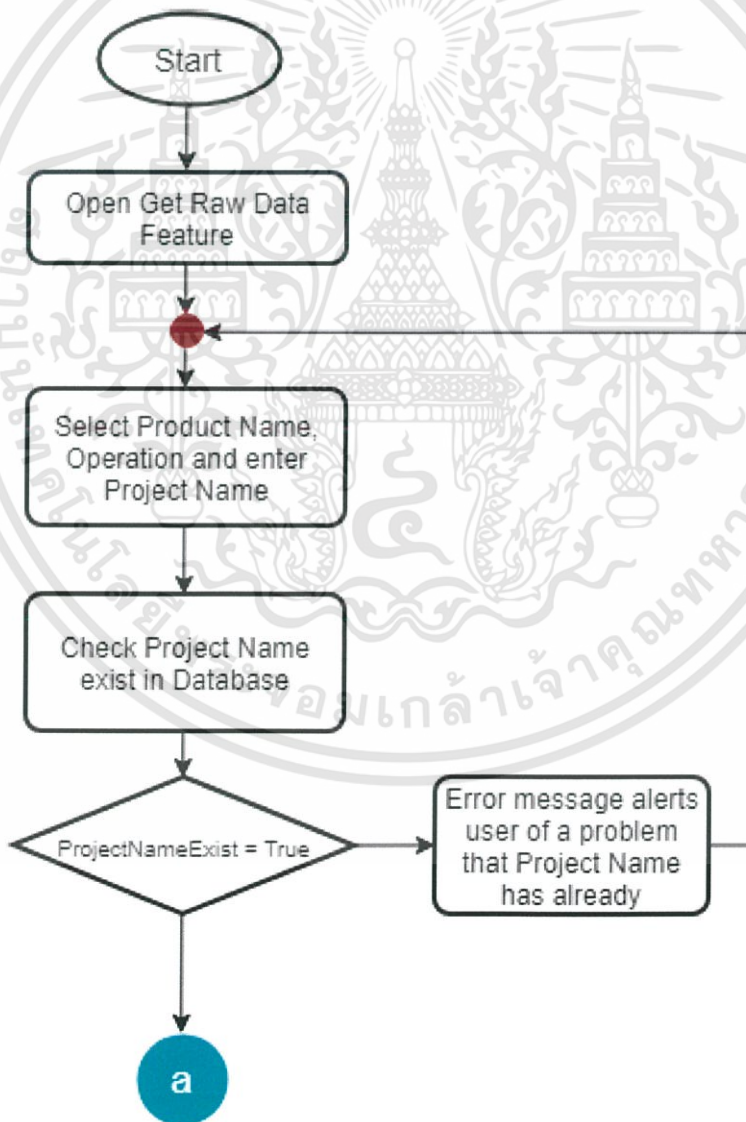 Start
Open Get Raw Data
Feature
Select Product Name,
Operation and enter
Project Name
Check Project Name
exist in Database
ProjectNameExist = True
Error message alerts
user of a problem
that Project Name
has already
a